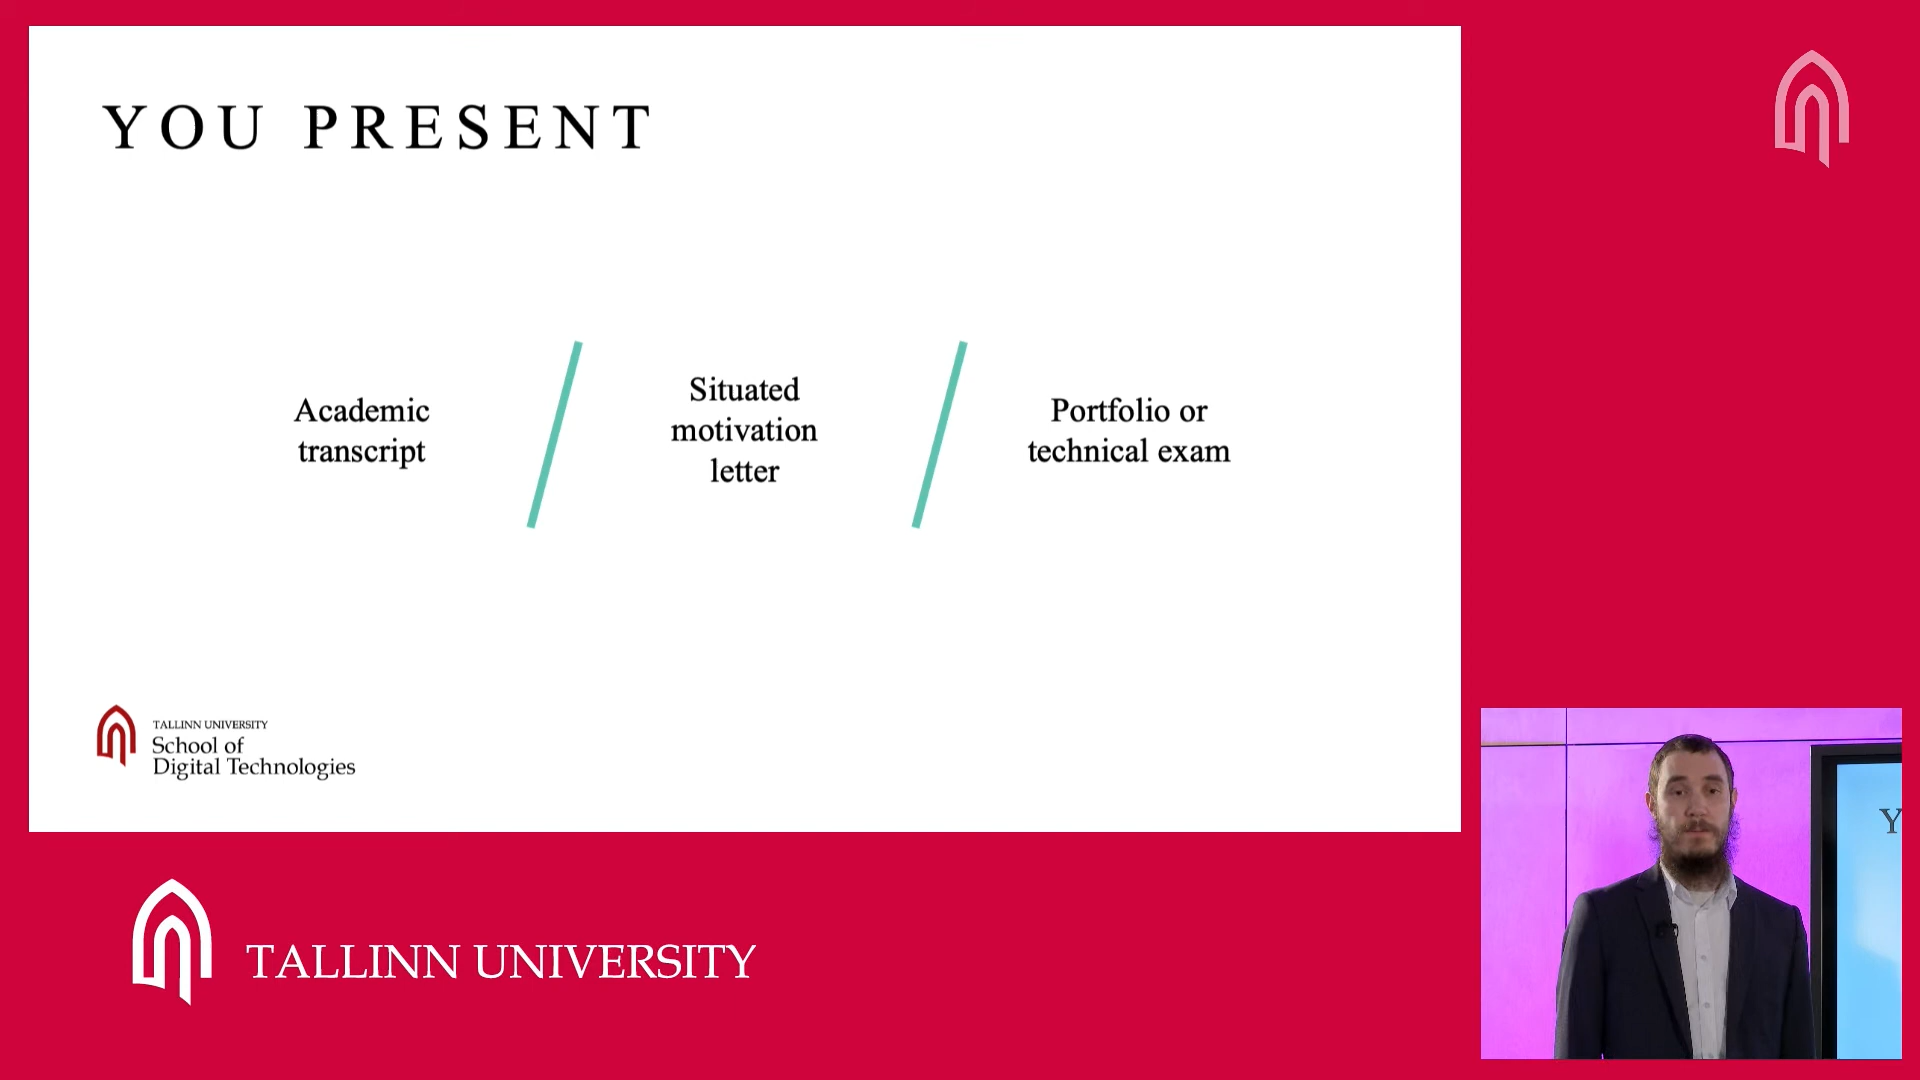 YOU PRESENT
Academic
transcript
Situated
motivation
letter
Portfolio or
technical exam
TALLINN UNIVERSITY
School of
Digital Technologies
TALLINN UNIVERSITY
Y